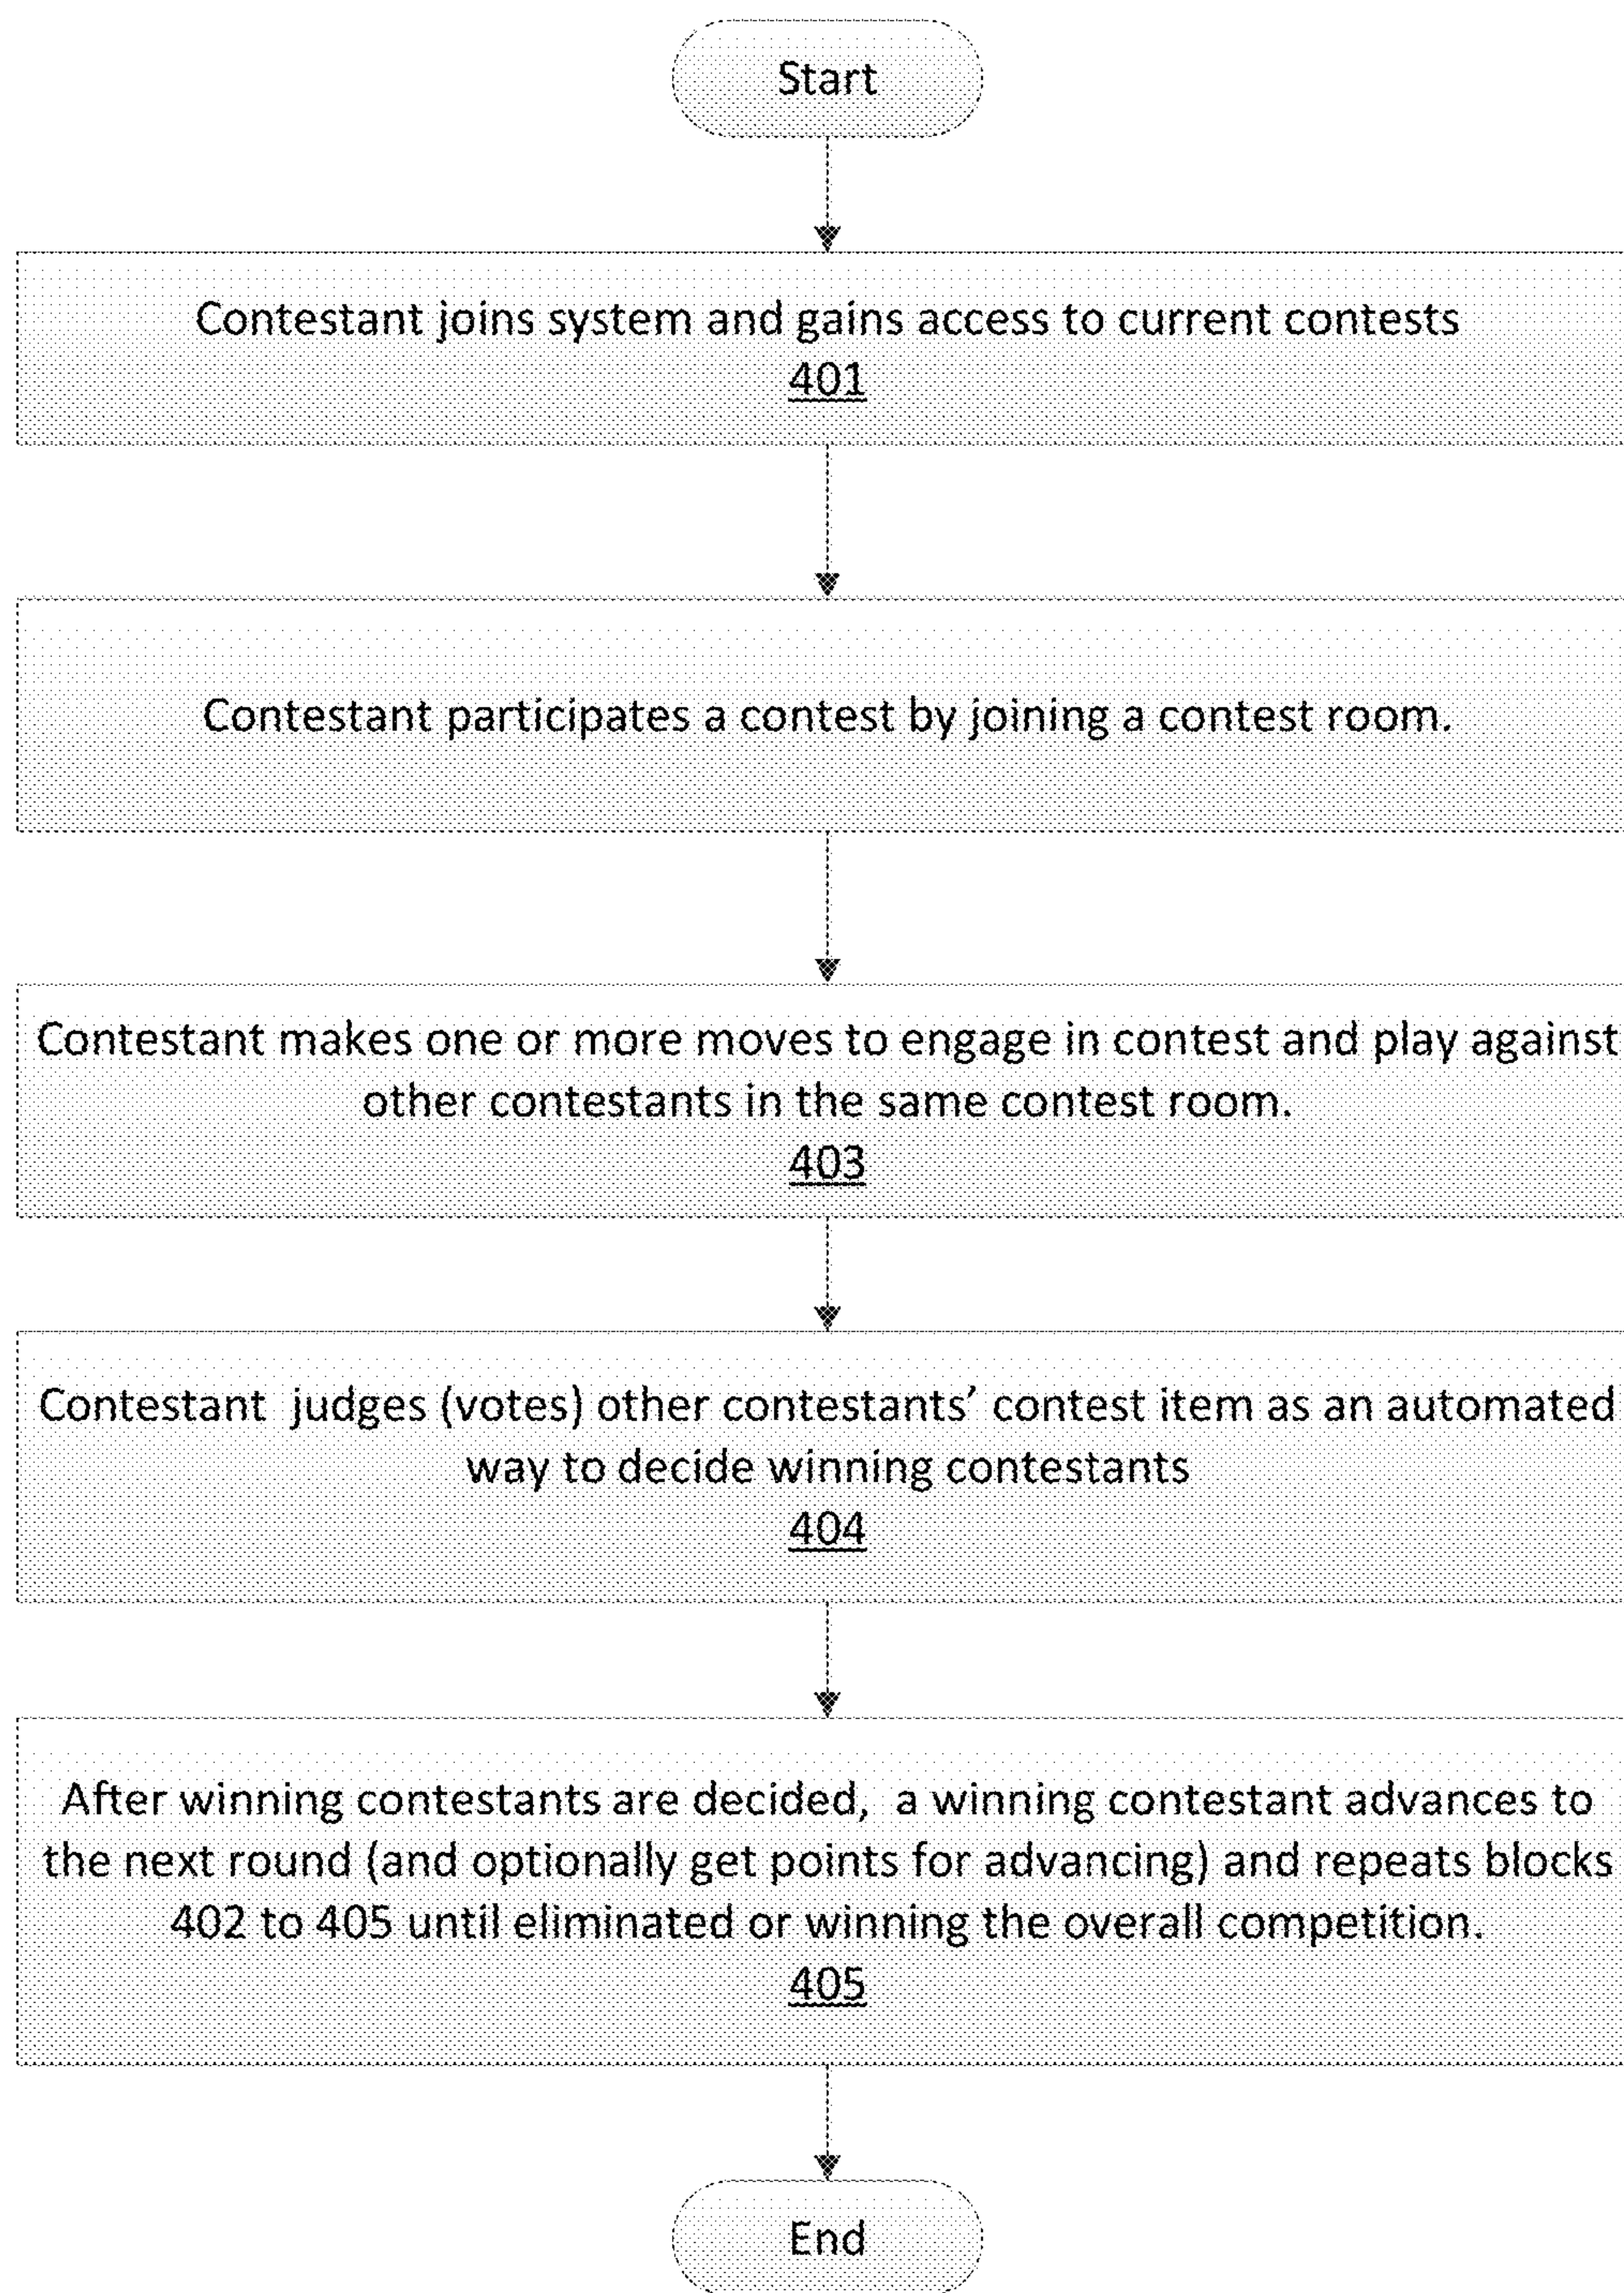 Start
Contestant joins system and gains access to current contests
401
Contestant participates a contest by joining a contest room.
Contestant makes one or more moves to engage in contest and play against
other contestants in the same contest room.
403
Contestant judges (votes) other contestants’ contest item as an automated
way to decide winning contestants
404
After winning contestants are decided, a winning contestant advances to
the next round (and optionally get points for advancing) and repeats blocks
402 to 405 until eliminated or winning the overall competition.
405
End